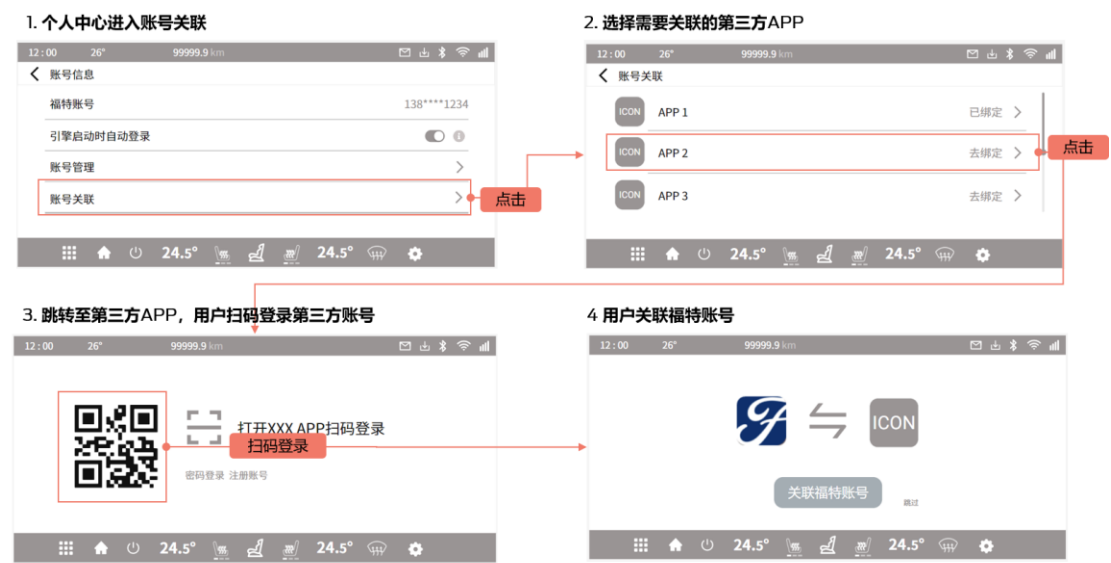 1. 个人中心进入账号关联
12:00 26° 99999.9 km
账号信息
福特账号 138****1234
引擎启动时自动登录
账号管理
账号关联
点击
24.5° 24.5°
2. 选择需要关联的第三方APP
12:00 26° 99999.9 km
账号关联
ICON APP 1 已绑定
ICON APP 2 去绑定
点击
ICON APP 3 去绑定
24.5° 24.5°
3. 跳转至第三方APP，用户扫码登录第三方账号
12:00 26° 99999.9 km
打开XXX APP扫码登录
扫码登录
密码登录 注册账号
24.5° 24.5°
4 用户关联福特账号
12:00 26° 99999.9 km
ICON
关联福特账号
跳过
24.5° 24.5°